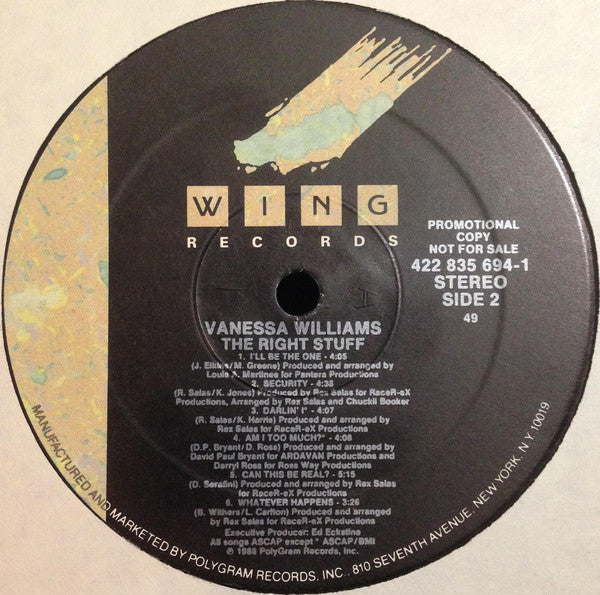 WING
RECORDS
PROMOTIONAL
COPY
NOT FOR SALE
422 835 694-1
STEREO
SIDE 2
49
VANESSA WILLIAMS
THE RIGHT STUFF
1. I'LL BE THE ONE - 4:05
(J. Elkins/M. Greene) Produced and arranged by
Louis A. Martinee for Pantera Productions
2. SECURITY - 4:38
(R. Salas/K. Jones) Produced by Rex Salas for RaceR-eX
Productions, Arranged by Rex Salas and Chuckii Booker
3. DARLIN' I* - 4:07
(R. Salas/K. Harris) Produced and arranged by
Rex Salas for RaceR-eX Productions
4. AM I TOO MUCH?* - 4:08
(D.P. Bryant/D. Ross) Produced and arranged by
David Paul Bryant for ARDAVAN Productions and
Darryl Ross for Ross Way Productions
5. CAN THIS BE REAL? - 5:15
(D. Serafini) Produced and arranged by Rex Salas
for RaceR-eX Productions
6. WHATEVER HAPPENS - 3:26
(B. Withers/L. Carlton) Produced and arranged
by Rex Salas for RaceR-eX Productions
Executive Producer: Ed Eckstine
All songs ASCAP except * ASCAP/BMI
℗ 1988 PolyGram Records, Inc.
MANUFACTURED AND MARKETED BY POLYGRAM RECORDS, INC., 810 SEVENTH AVENUE, NEW YORK, N.Y. 10019